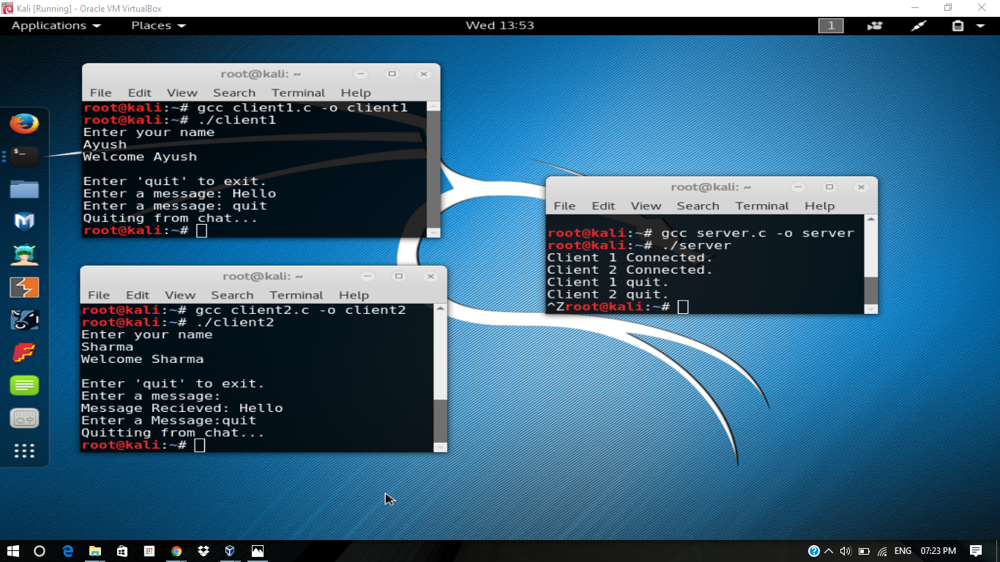 Kali [Running] - Oracle VM VirtualBox
Applications Places Wed 13:53 1
root@kali: ~
File Edit View Search Terminal Help
root@kali:~# gcc client1.c -o client1
root@kali:~# ./client1
Enter your name
Ayush
Welcome Ayush
Enter 'quit' to exit.
Enter a message: Hello
Enter a message: quit
Quiting from chat...
root@kali:~#
root@kali: ~
File Edit View Search Terminal Help
root@kali:~# gcc server.c -o server
root@kali:~# ./server
Client 1 Connected.
Client 2 Connected.
Client 1 quit.
Client 2 quit.
^Zroot@kali:~#
root@kali: ~
File Edit View Search Terminal Help
root@kali:~# gcc client2.c -o client2
root@kali:~# ./client2
Enter your name
Sharma
Welcome Sharma
Enter 'quit' to exit.
Enter a message:
Message Recieved: Hello
Enter a Message:quit
Quitting from chat...
root@kali:~#
ENG 07:23 PM